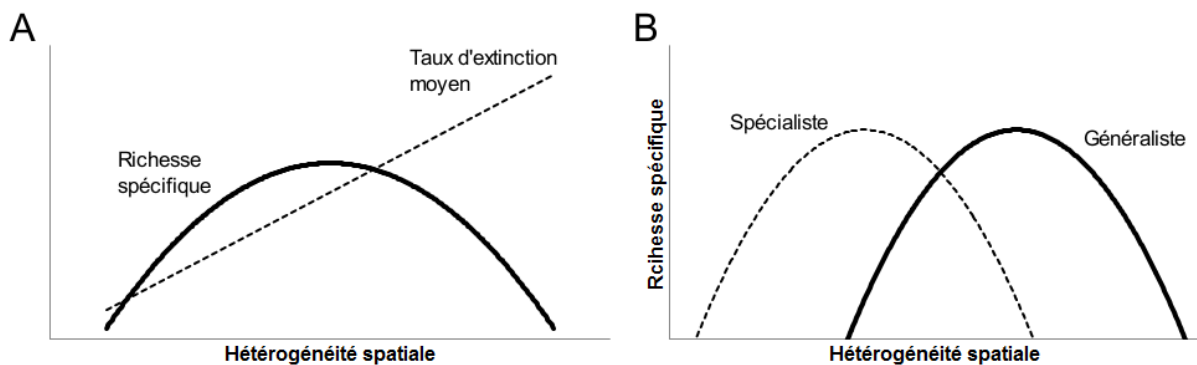 A
Taux d'extinction
moyen
Richesse
spécifique
Hétérogénéité spatiale
B
Rcihesse spécifique
Spécialiste
Généraliste
Hétérogénéité spatiale